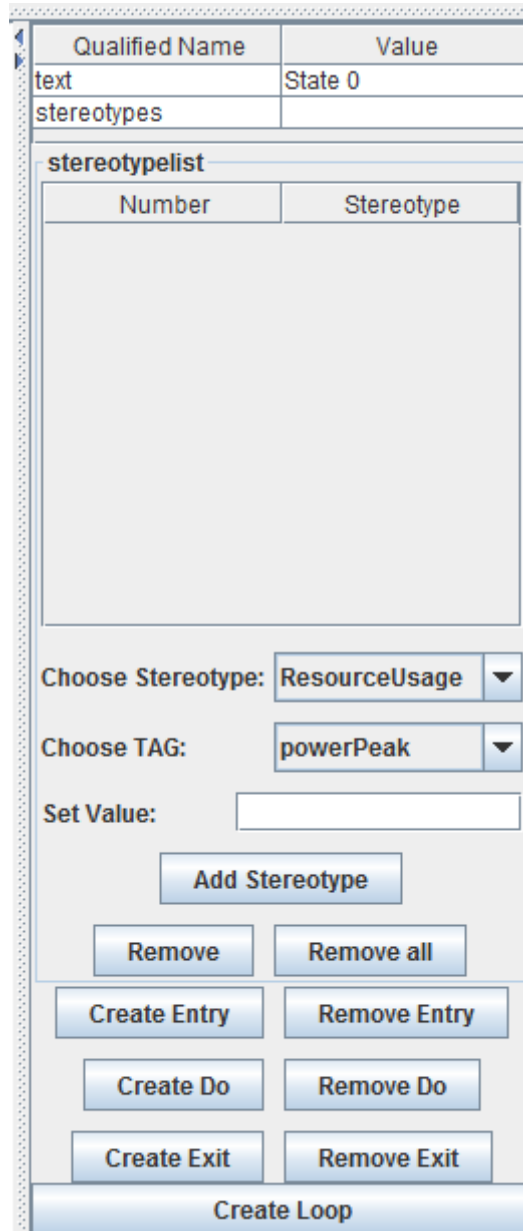 Qualified Name Value
text State 0
stereotypes
stereotypelist
Number Stereotype
Choose Stereotype: ResourceUsage
Choose TAG: powerPeak
Set Value:
Add Stereotype
Remove Remove all
Create Entry Remove Entry
Create Do Remove Do
Create Exit Remove Exit
Create Loop